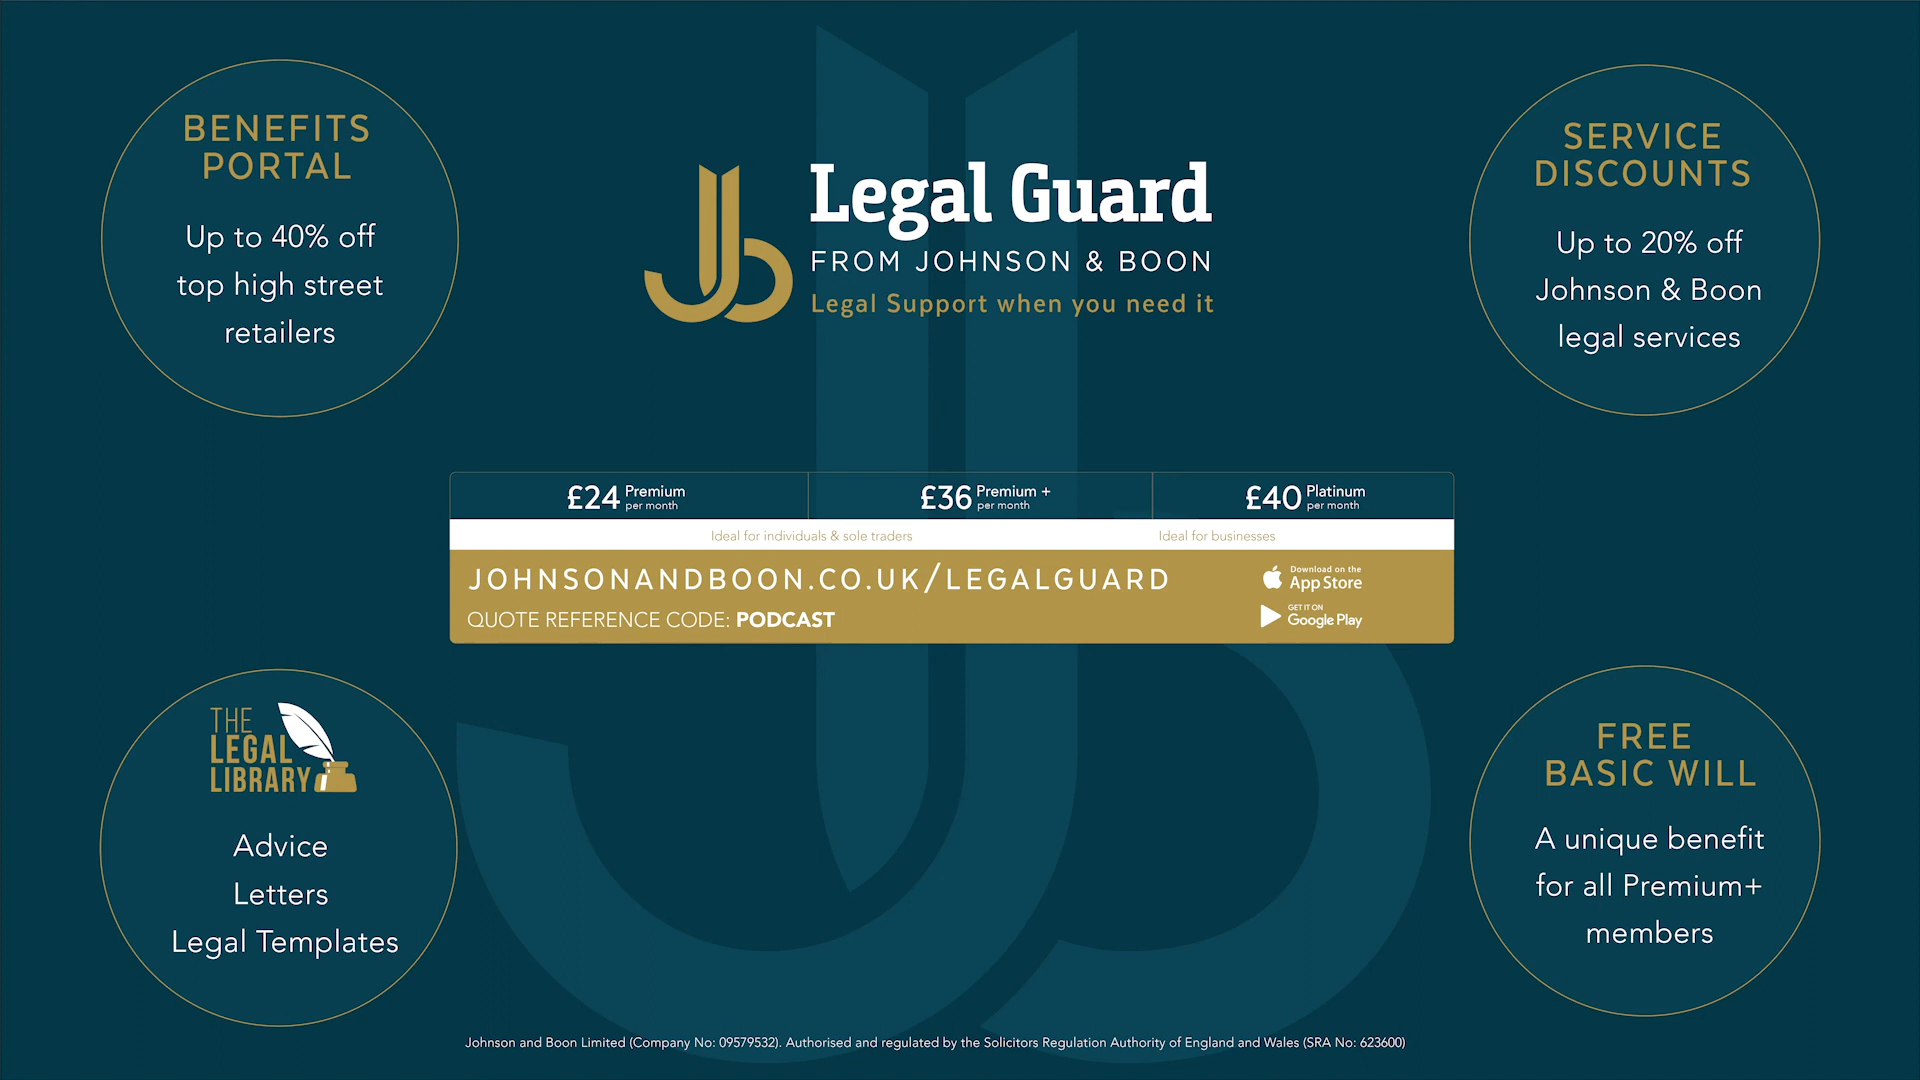 BENEFITS
PORTAL
Up to 40% off
top high street
retailers
Legal Guard
FROM JOHNSON & BOON
Legal Support when you need it
SERVICE
DISCOUNTS
Up to 20% off
Johnson & Boon
legal services
£24 Premium per month
£36 Premium + per month
£40 Platinum per month
Ideal for individuals & sole traders
Ideal for businesses
JOHNSONANDBOON.CO.UK/LEGALGUARD
QUOTE REFERENCE CODE: PODCAST
Download on the
App Store
GET IT ON
Google Play
THE
LEGAL
LIBRARY
Advice
Letters
Legal Templates
FREE
BASIC WILL
A unique benefit
for all Premium+
members
Johnson and Boon Limited (Company No: 09579532). Authorised and regulated by the Solicitors Regulation Authority of England and Wales (SRA No: 623600)